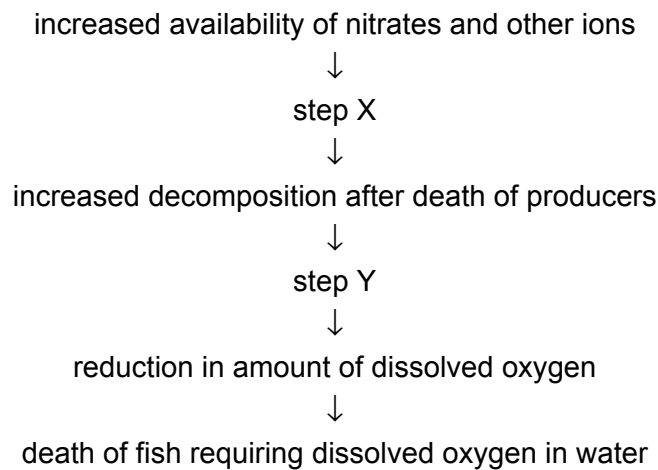 increased availability of nitrates and other ions
↓
step X
↓
increased decomposition after death of producers
↓
step Y
↓
reduction in amount of dissolved oxygen
↓
death of fish requiring dissolved oxygen in water